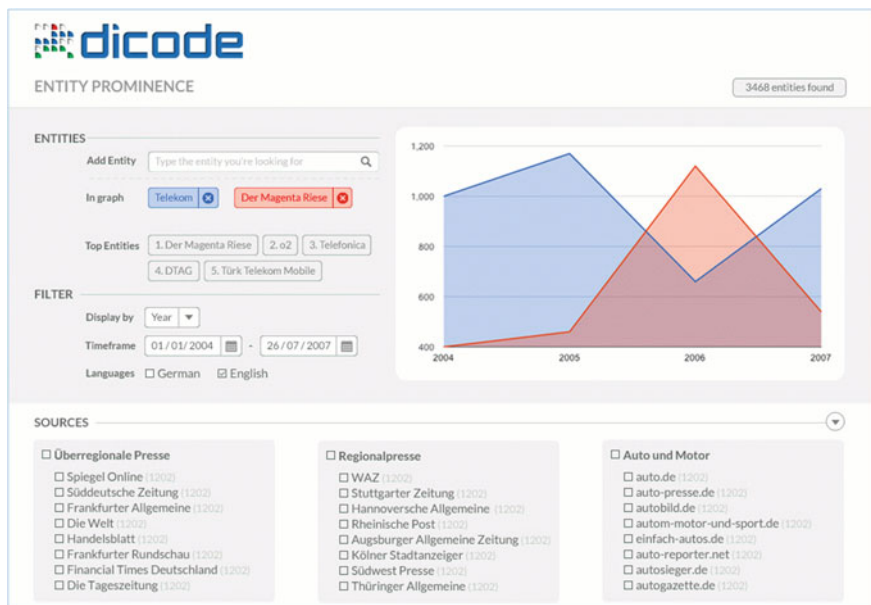 dicode
ENTITY PROMINENCE
3468 entities found
ENTITIES
Add Entity Type the entity you're looking for
In graph Telekom Der Magenta Riese
Top Entities 1. Der Magenta Riese 2. o2 3. Telefonica
4. DTAG 5. Türk Telekom Mobile
FILTER
Display by Year
Timeframe 01/01/2004 - 26/07/2007
Languages German English
1,200
1,000
800
600
400
2004 2005 2006 2007
SOURCES
Überregionale Presse
Spiegel Online (1202)
Süddeutsche Zeitung (1202)
Frankfurter Allgemeine (1202)
Die Welt (1202)
Handelsblatt (1202)
Frankfurter Rundschau (1202)
Financial Times Deutschland (1202)
Die Tageszeitung (1202)
Regionalpresse
WAZ (1202)
Stuttgarter Zeitung (1202)
Hannoversche Allgemeine (1202)
Rheinische Post (1202)
Augsburger Allgemeine Zeitung (1202)
Kölner Stadtanzeiger (1202)
Südwest Presse (1202)
Thüringer Allgemeine (1202)
Auto und Motor
auto.de (1202)
auto-presse.de (1202)
autobild.de (1202)
autom-motor-und-sport.de (1202)
einfach-autos.de (1202)
auto-reporter.net (1202)
autosieger.de (1202)
autogazette.de (1202)